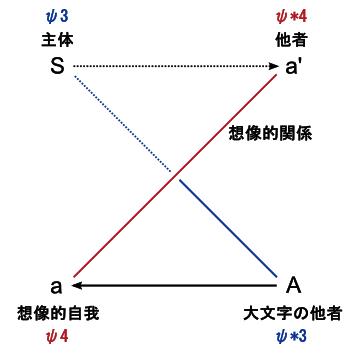 ψ3 ψ*4
主体 他者
S a'
想像的関係
a A
想像的自我 大文字の他者
ψ4 ψ*3